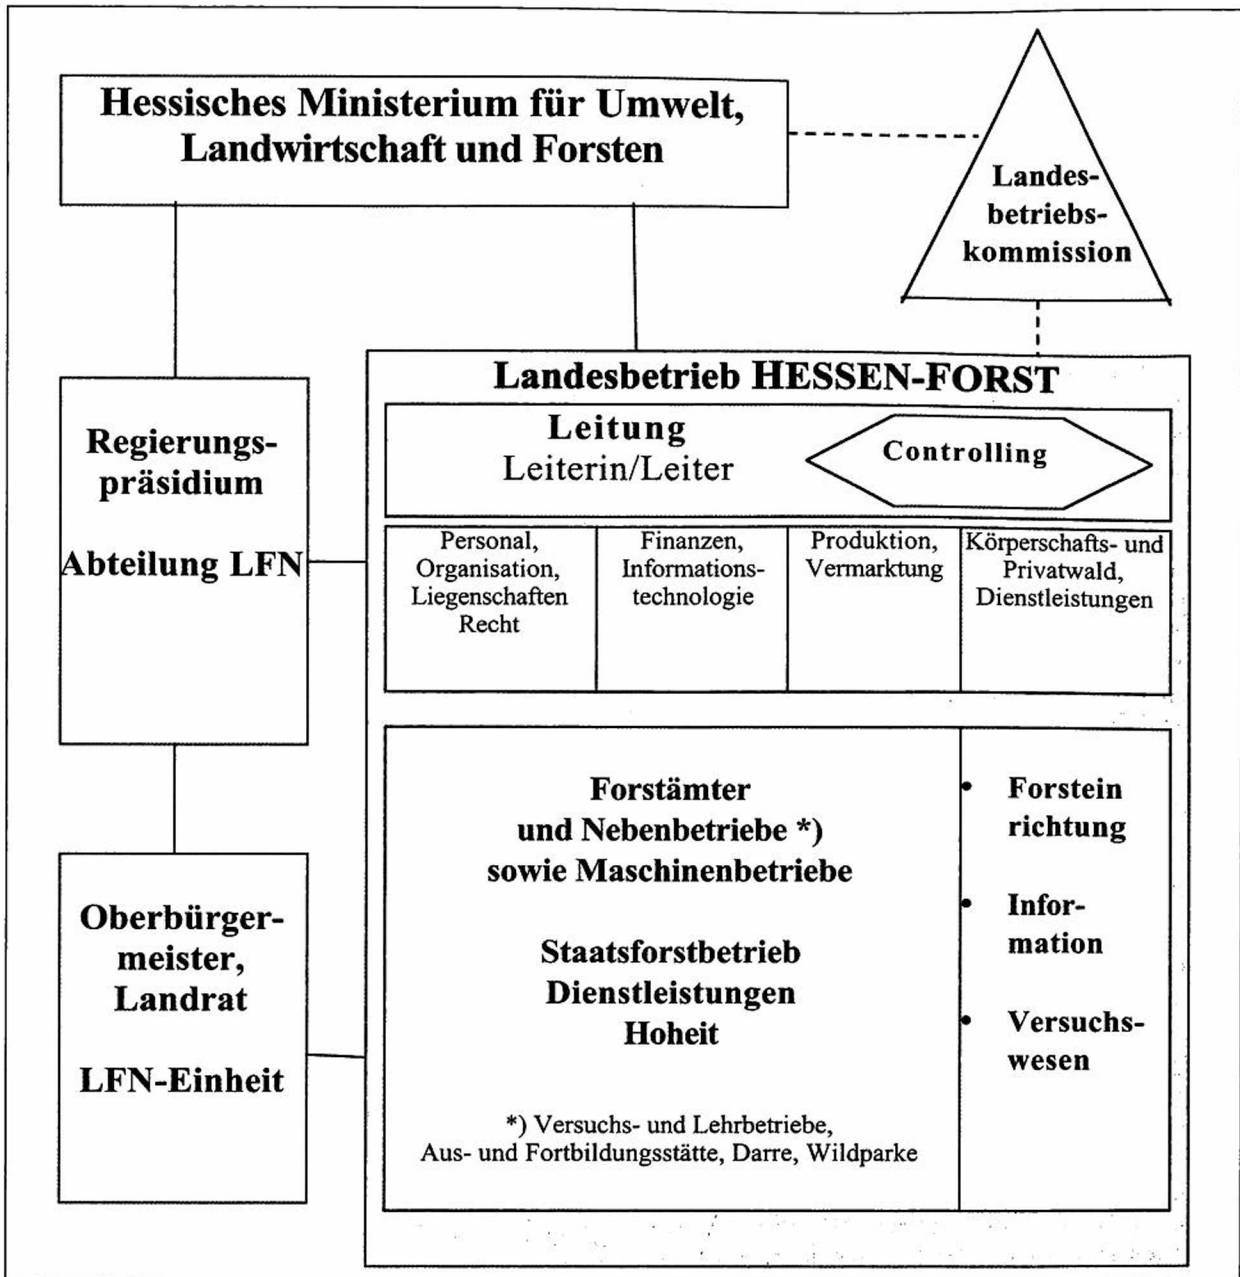 Hessisches Ministerium für Umwelt,
Landwirtschaft und Forsten
Landes-
betriebs-
kommission
Regierungs-
präsidium
Abteilung LFN
Oberbürger-
meister,
Landrat
LFN-Einheit
Landesbetrieb HESSEN-FORST
Leitung
Leiterin/Leiter
Controlling
Personal,
Organisation,
Liegenschaften
Recht
Finanzen,
Informations-
technologie
Produktion,
Vermarktung
Körperschafts- und
Privatwald,
Dienstleistungen
Forstämter
und Nebenbetriebe *)
sowie Maschinenbetriebe
Staatsforstbetrieb
Dienstleistungen
Hoheit
*) Versuchs- und Lehrbetriebe,
Aus- und Fortbildungsstätte, Darre, Wildparke
• Forstein
richtung
• Infor-
mation
• Versuchs-
wesen